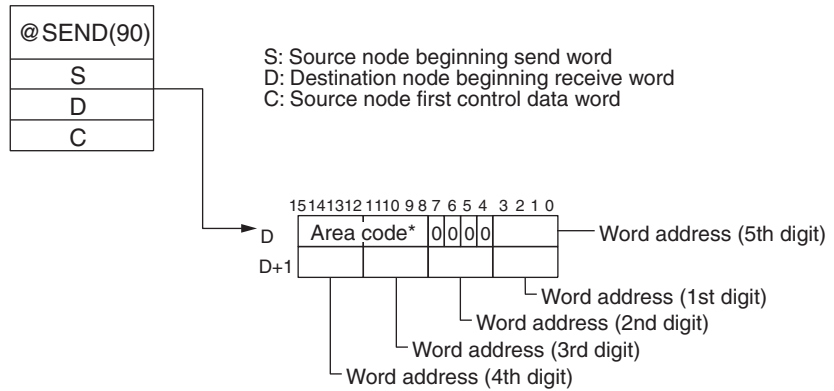 @SEND(90)
S
D
C
S: Source node beginning send word
D: Destination node beginning receive word
C: Source node first control data word
15 14 13 12 11 10 9 8 7 6 5 4 3 2 1 0
D Area code* 0 0 0 0 Word address (5th digit)
D+1
Word address (1st digit)
Word address (2nd digit)
Word address (3rd digit)
Word address (4th digit)